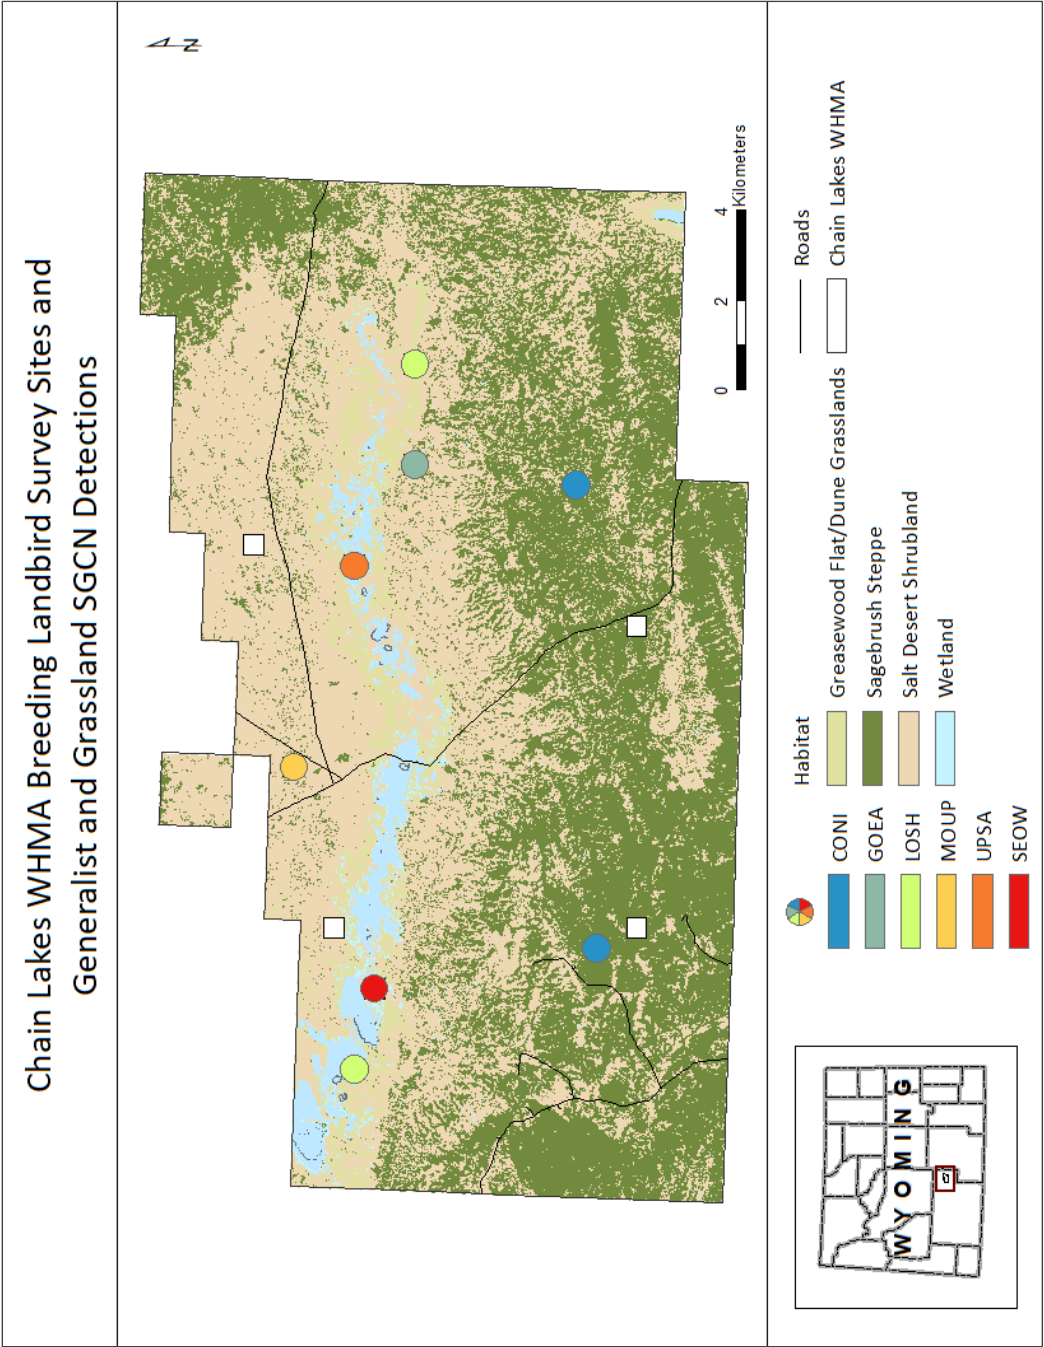 Chain Lakes WHMA Breeding Landbird Survey Sites and
Generalist and Grassland SGCN Detections
N
0 2 4
Kilometers
WYOMING
CONI
GOEA
LOSH
MOUP
UPSA
SEOW
Habitat
Greasewood Flat/Dune Grasslands
Sagebrush Steppe
Salt Desert Shrubland
Wetland
Roads
Chain Lakes WHMA